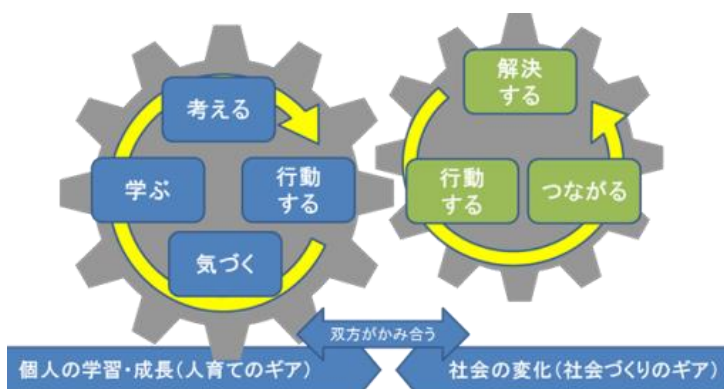 考える
学ぶ
行動
する
気づく
解決
する
行動
する
つながる
双方がかみ合う
個人の学習・成長(人育てのギア)
社会の変化(社会づくりのギア)